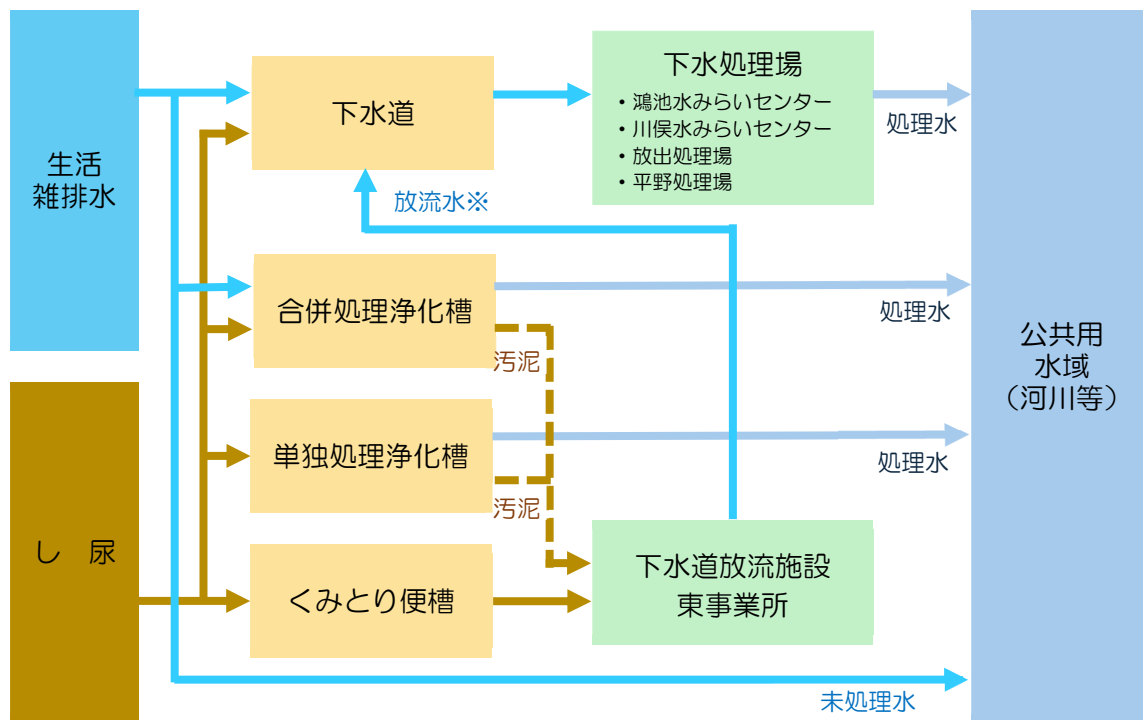 生活
雑排水
し　尿
下水道
合併処理浄化槽
単独処理浄化槽
くみとり便槽
放流水※
汚泥
汚泥
下水処理場
・鴻池水みらいセンター
・川俣水みらいセンター
・放出処理場
・平野処理場
下水道放流施設
東事業所
処理水
処理水
処理水
未処理水
公共用
水域
（河川等）